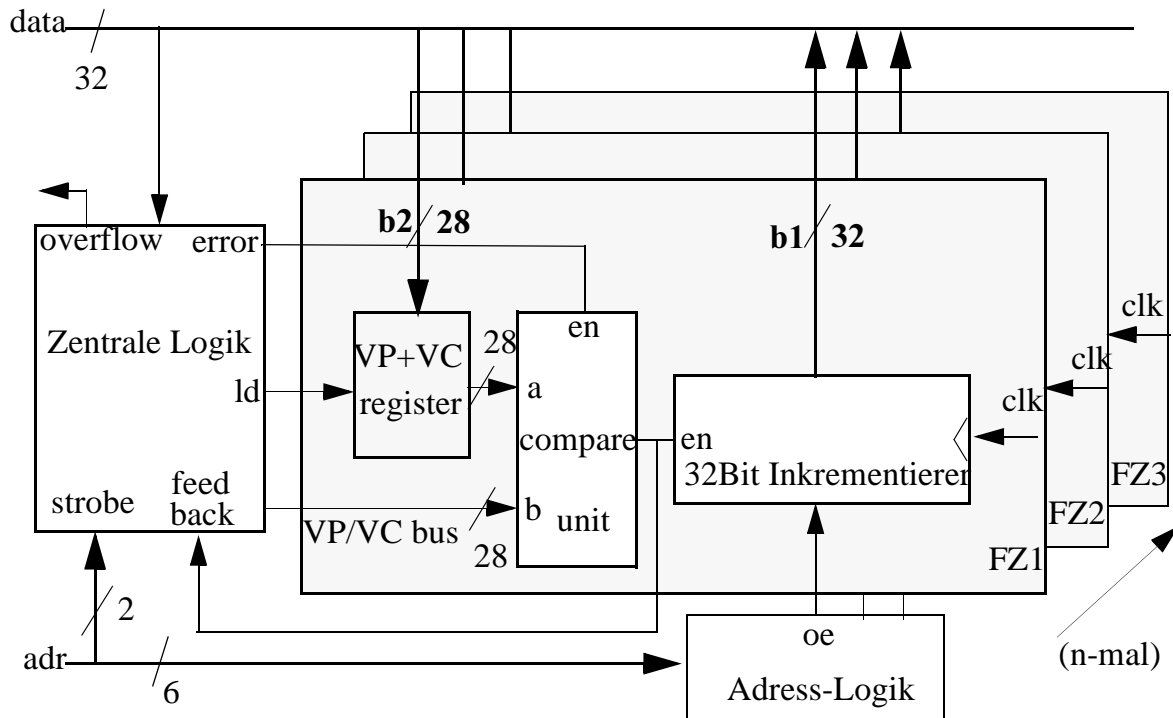 data
32
b2
28
b1
32
overflow
error
en
clk
Zentrale Logik
VP+VC
register
28
clk
ld
a
clk
compare
en
32Bit Inkrementierer
FZ3
feed
back
strobe
b
unit
FZ2
VP/VC bus
28
FZ1
2
oe
adr
6
(n-mal)
Adress-Logik